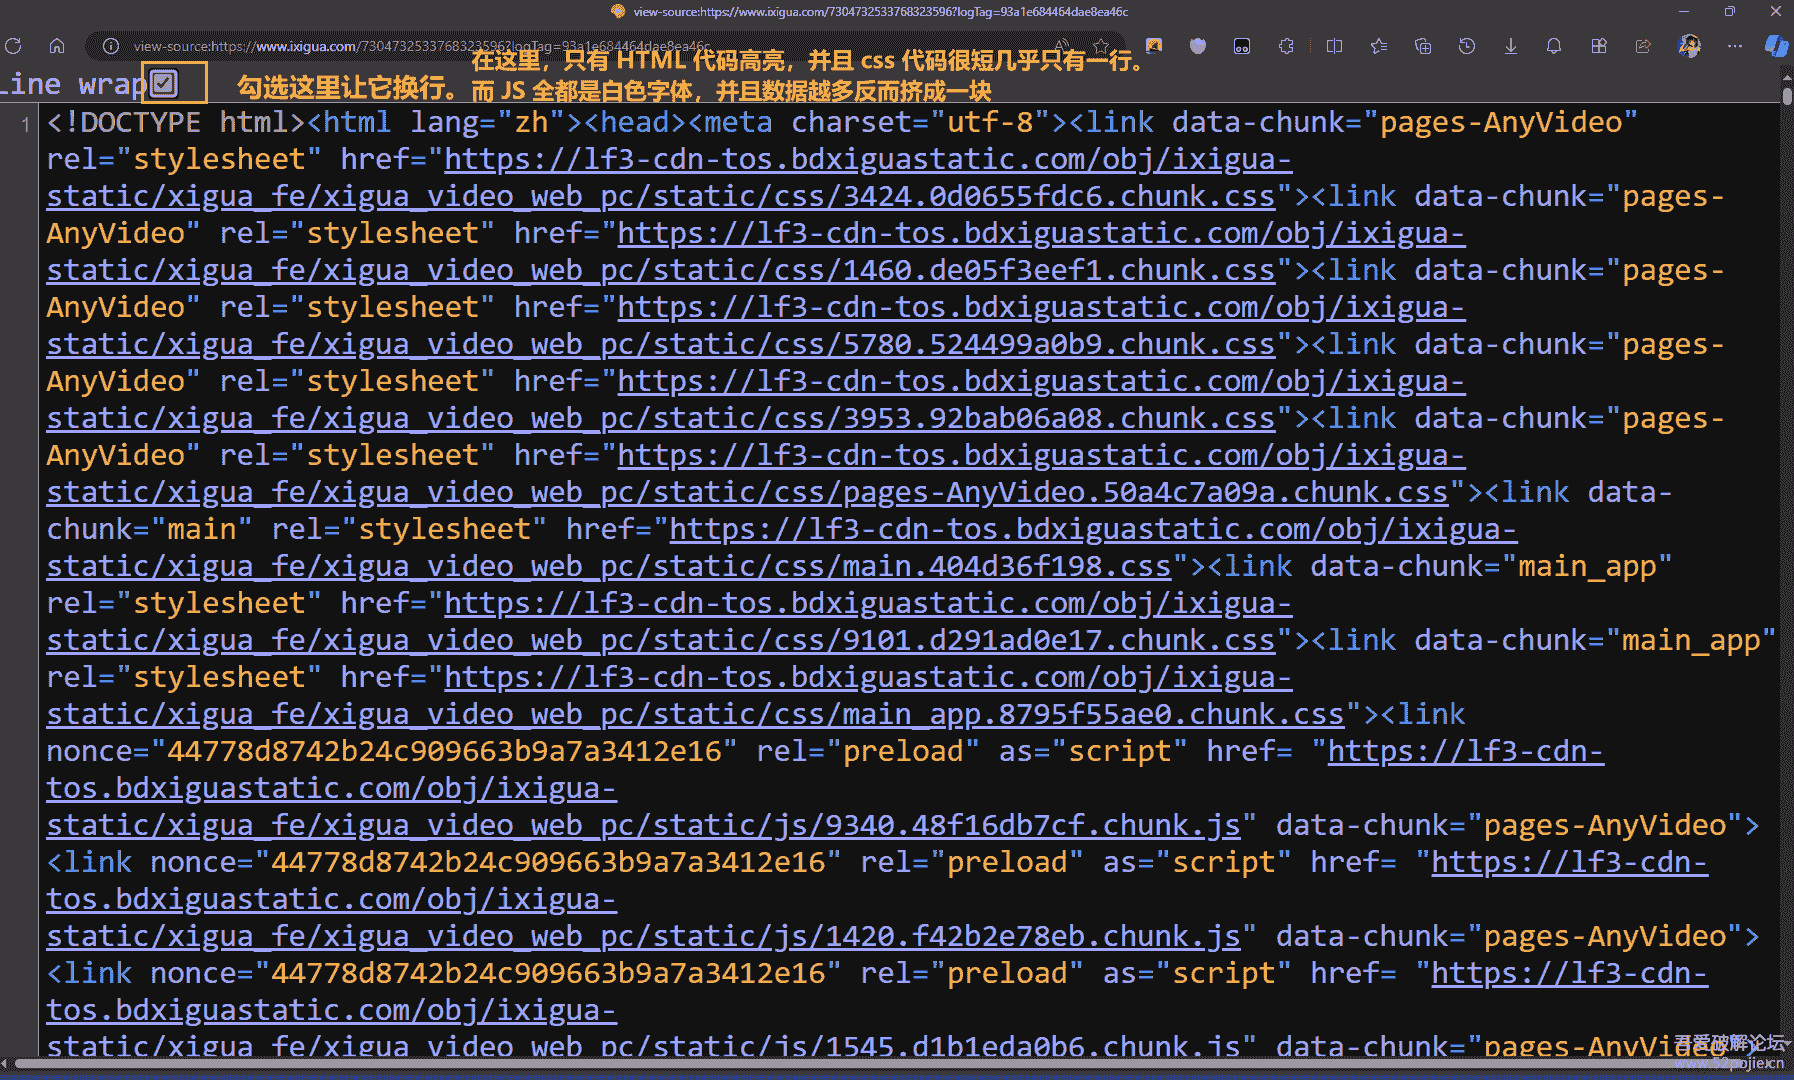 view-source:https://www.ixigua.com/7304732533768323596?logTag=93a1e684464dae8ea46c
view-source:https://www.ixigua.com/7304732533768323596?logTag=93a1e684464dae8ea46c
在这里，只有 HTML 代码高亮，并且 css 代码很短几乎只有一行。
Line wrap
勾选这里让它换行。
而 JS 全都是白色字体，并且数据越多反而挤成一块
1
<!DOCTYPE html><html lang="zh"><head><meta charset="utf-8"><link data-chunk="pages-AnyVideo"
rel="stylesheet" href="https://lf3-cdn-tos.bdxiguastatic.com/obj/ixigua-
static/xigua_fe/xigua_video_web_pc/static/css/3424.0d0655fdc6.chunk.css"><link data-chunk="pages-
AnyVideo" rel="stylesheet" href="https://lf3-cdn-tos.bdxiguastatic.com/obj/ixigua-
static/xigua_fe/xigua_video_web_pc/static/css/1460.de05f3eef1.chunk.css"><link data-chunk="pages-
AnyVideo" rel="stylesheet" href="https://lf3-cdn-tos.bdxiguastatic.com/obj/ixigua-
static/xigua_fe/xigua_video_web_pc/static/css/5780.524499a0b9.chunk.css"><link data-chunk="pages-
AnyVideo" rel="stylesheet" href="https://lf3-cdn-tos.bdxiguastatic.com/obj/ixigua-
static/xigua_fe/xigua_video_web_pc/static/css/3953.92bab06a08.chunk.css"><link data-chunk="pages-
AnyVideo" rel="stylesheet" href="https://lf3-cdn-tos.bdxiguastatic.com/obj/ixigua-
static/xigua_fe/xigua_video_web_pc/static/css/pages-AnyVideo.50a4c7a09a.chunk.css"><link data-
chunk="main" rel="stylesheet" href="https://lf3-cdn-tos.bdxiguastatic.com/obj/ixigua-
static/xigua_fe/xigua_video_web_pc/static/css/main.404d36f198.css"><link data-chunk="main_app"
rel="stylesheet" href="https://lf3-cdn-tos.bdxiguastatic.com/obj/ixigua-
static/xigua_fe/xigua_video_web_pc/static/css/9101.d291ad0e17.chunk.css"><link data-chunk="main_app"
rel="stylesheet" href="https://lf3-cdn-tos.bdxiguastatic.com/obj/ixigua-
static/xigua_fe/xigua_video_web_pc/static/css/main_app.8795f55ae0.chunk.css"><link
nonce="44778d8742b24c909663b9a7a3412e16" rel="preload" as="script" href= "https://lf3-cdn-
tos.bdxiguastatic.com/obj/ixigua-
static/xigua_fe/xigua_video_web_pc/static/js/9340.48f16db7cf.chunk.js" data-chunk="pages-AnyVideo">
<link nonce="44778d8742b24c909663b9a7a3412e16" rel="preload" as="script" href= "https://lf3-cdn-
tos.bdxiguastatic.com/obj/ixigua-
static/xigua_fe/xigua_video_web_pc/static/js/1420.f42b2e78eb.chunk.js" data-chunk="pages-AnyVideo">
<link nonce="44778d8742b24c909663b9a7a3412e16" rel="preload" as="script" href= "https://lf3-cdn-
tos.bdxiguastatic.com/obj/ixigua-
static/xigua_fe/xigua_video_web_pc/static/js/1545.d1b1eda0b6.chunk.js" data-chunk="pages-AnyVideo">
吾爱破解论坛
www.52pojie.cn